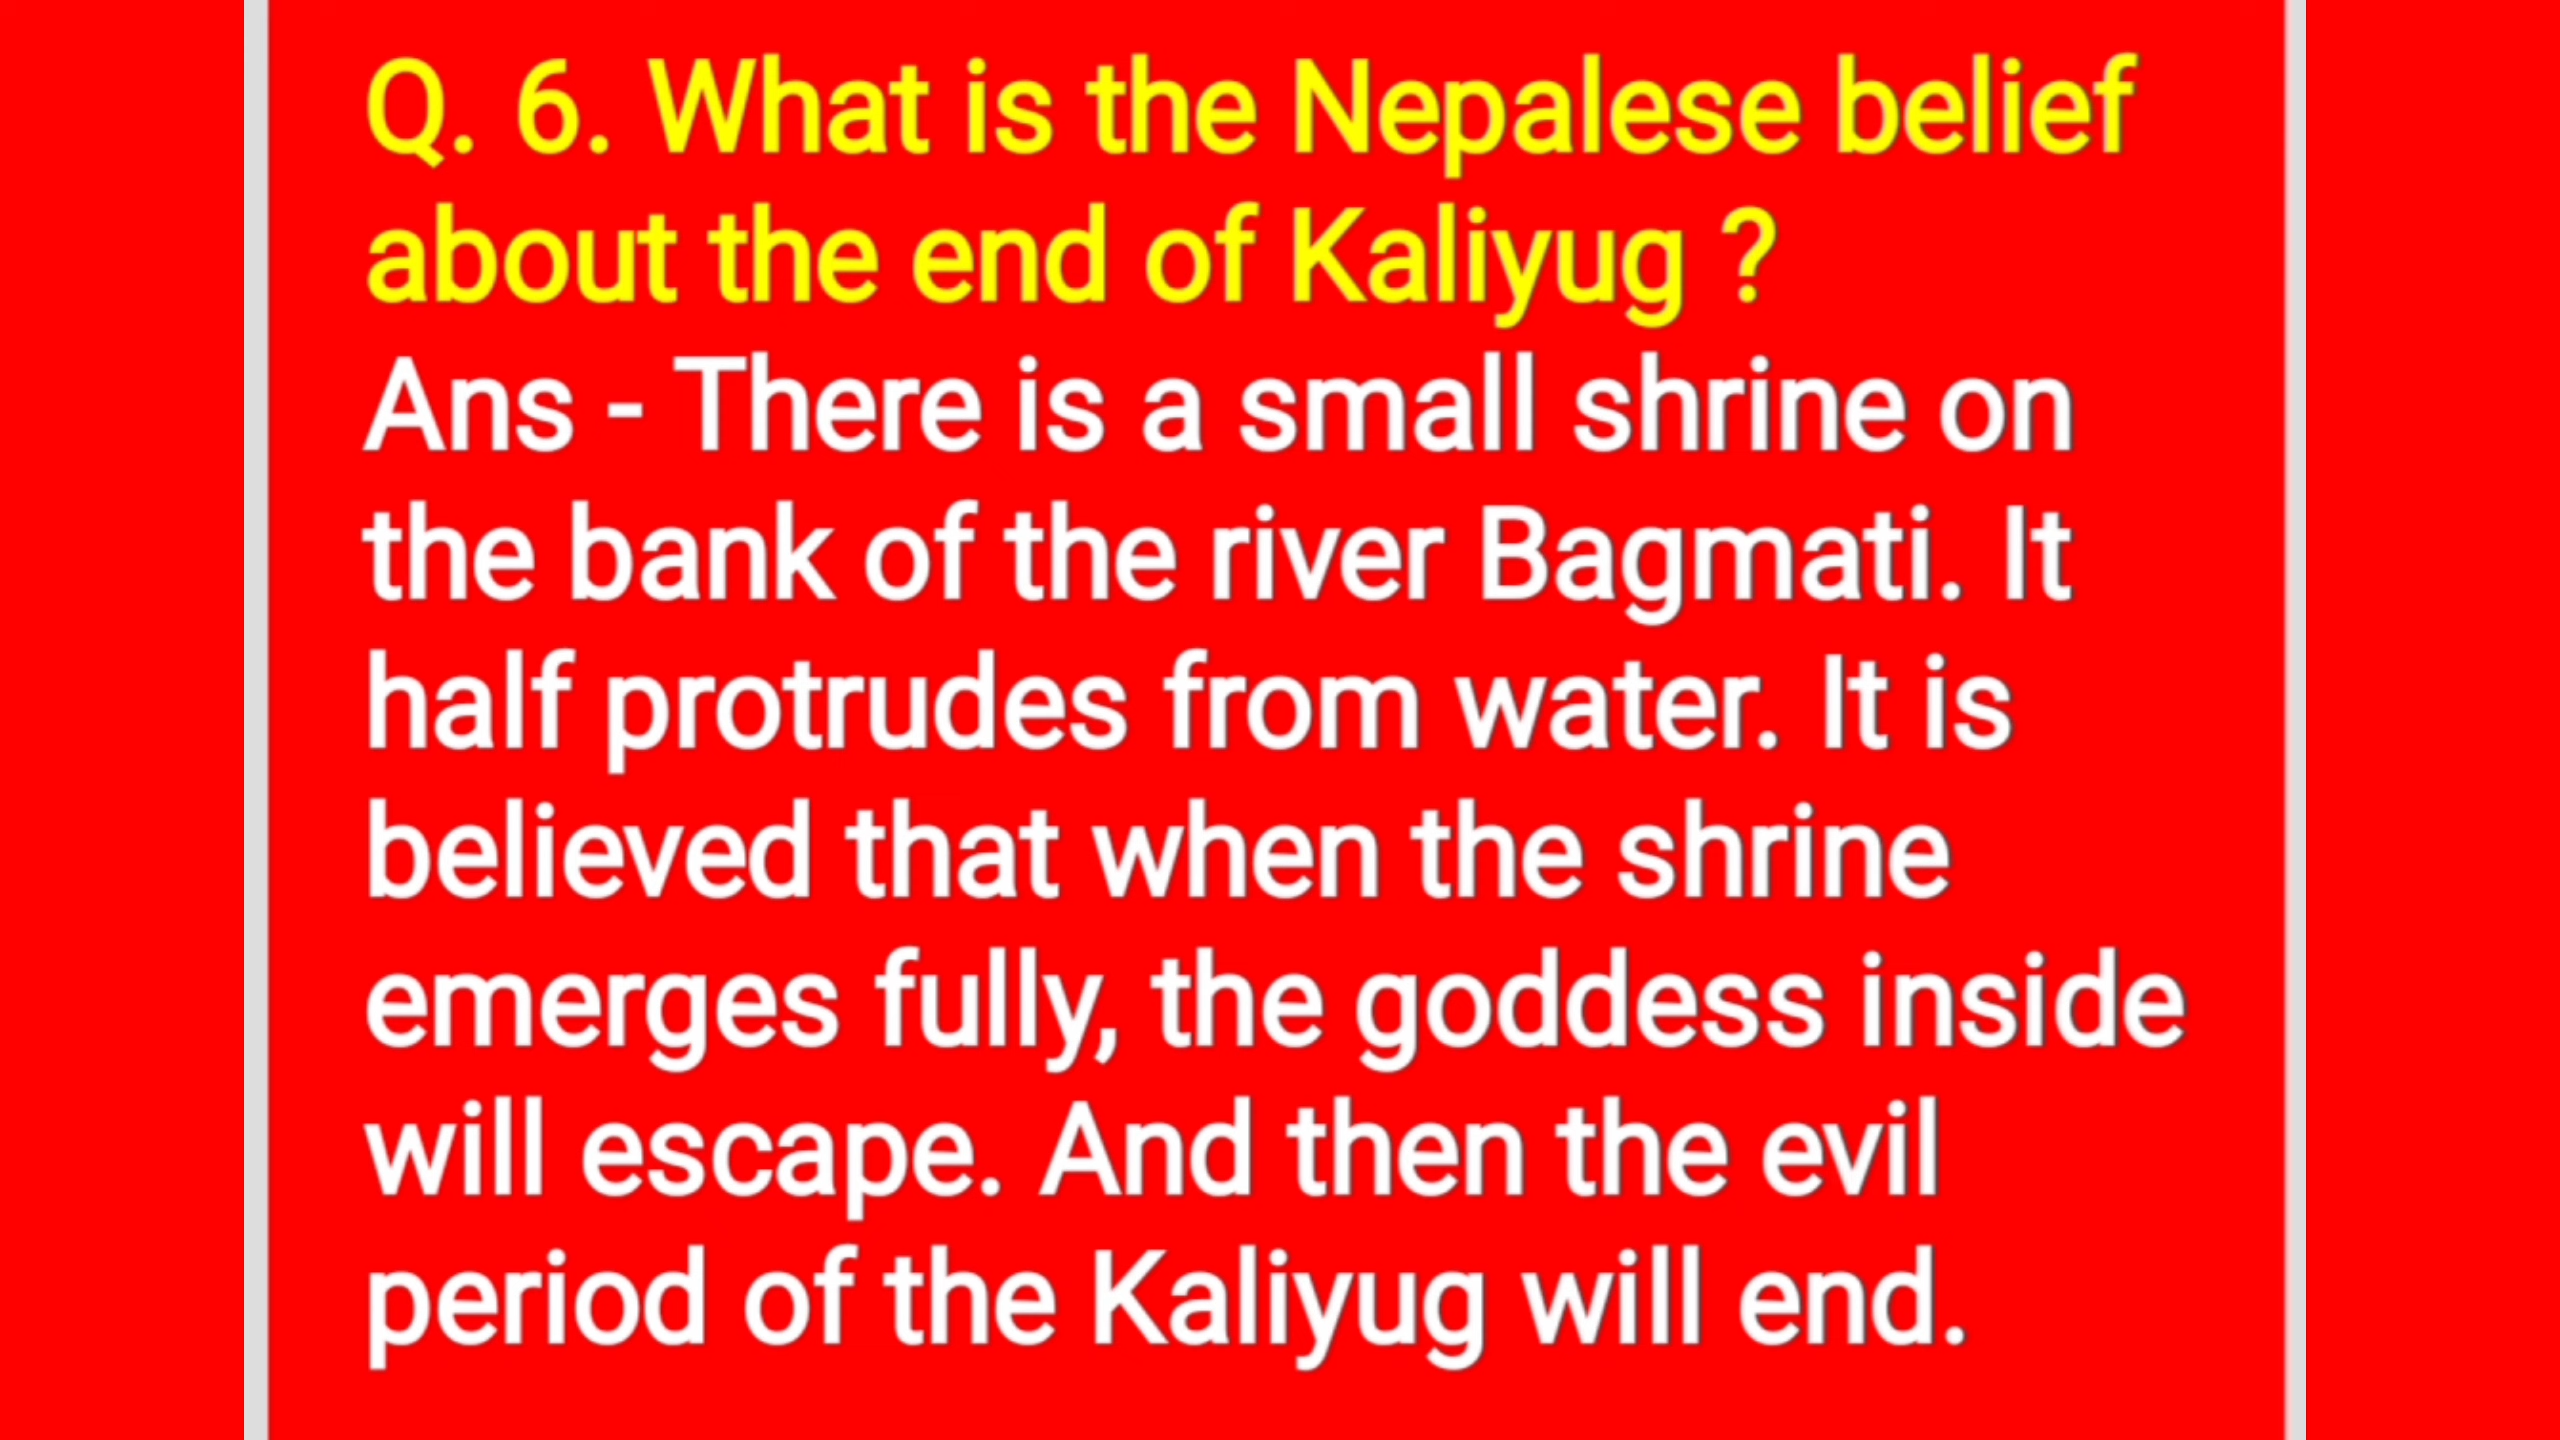 Q. 6. What is the Nepalese belief
about the end of Kaliyug ?
Ans - There is a small shrine on
the bank of the river Bagmati. It
half protrudes from water. It is
believed that when the shrine
emerges fully, the goddess inside
will escape. And then the evil
period of the Kaliyug will end.